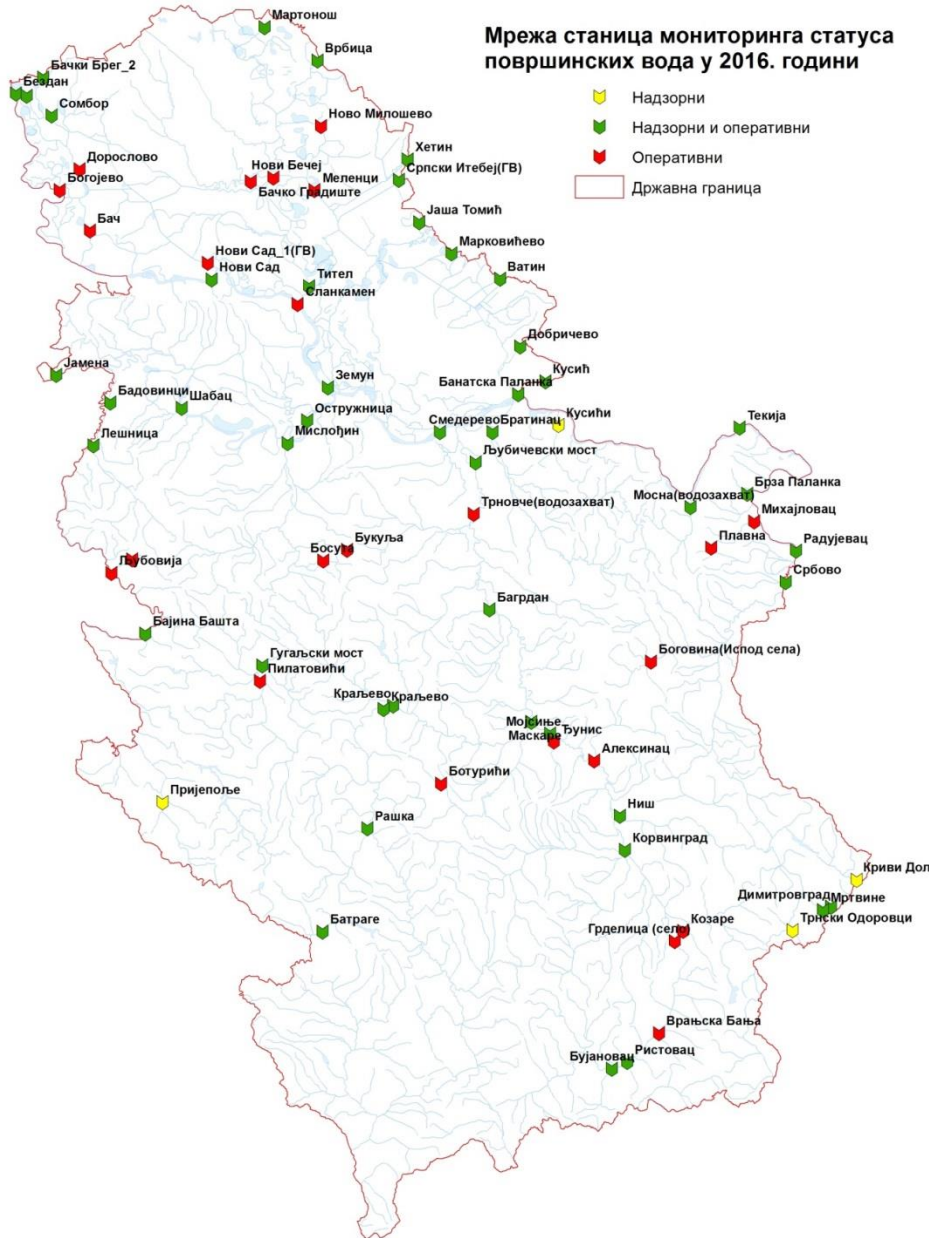 Мрежа станица мониторинга статуса
површинских вода у 2016. години
Надзорни
Надзорни и оперативни
Оперативни
Државна граница
Мартонош
Врбица
Бачки Брег_2
Бездан
Сомбор
Ново Милошево
Хетин
Дорослово
Нови Бечеј
Српски Итебеј(ГВ)
Богојево
Меленци
Бачко Градиште
Јаша Томић
Бач
Марковићево
Нови Сад_1(ГВ)
Нови Сад
Тител
Ватин
Сланкамен
Добричево
Јамена
Земун
Кусић
Банатска Паланка
Бадовинци
Шабац
Остружница
Кусићи
Смедерево
Братинац
Текија
Лешница
Мислођин
Љубичевски мост
Брза Паланка
Мосна(водозахват)
Трновче(водозахват)
Михајловац
Плавна
Радујевац
Букуља
Босута
Љубовија
Србово
Багрдан
Бајина Башта
Гугаљски мост
Боговина(Испод села)
Пилатовићи
Краљево
Краљево
Мојсиње
Ђунис
Маскаре
Алексинац
Ботурићи
Пријепоље
Ниш
Рашка
Корвинград
Криви Дол
Димитровград
Мртвине
Трнски Одоровци
Батраге
Козаре
Грделица (село)
Врањска Бања
Ристовац
Бујановац